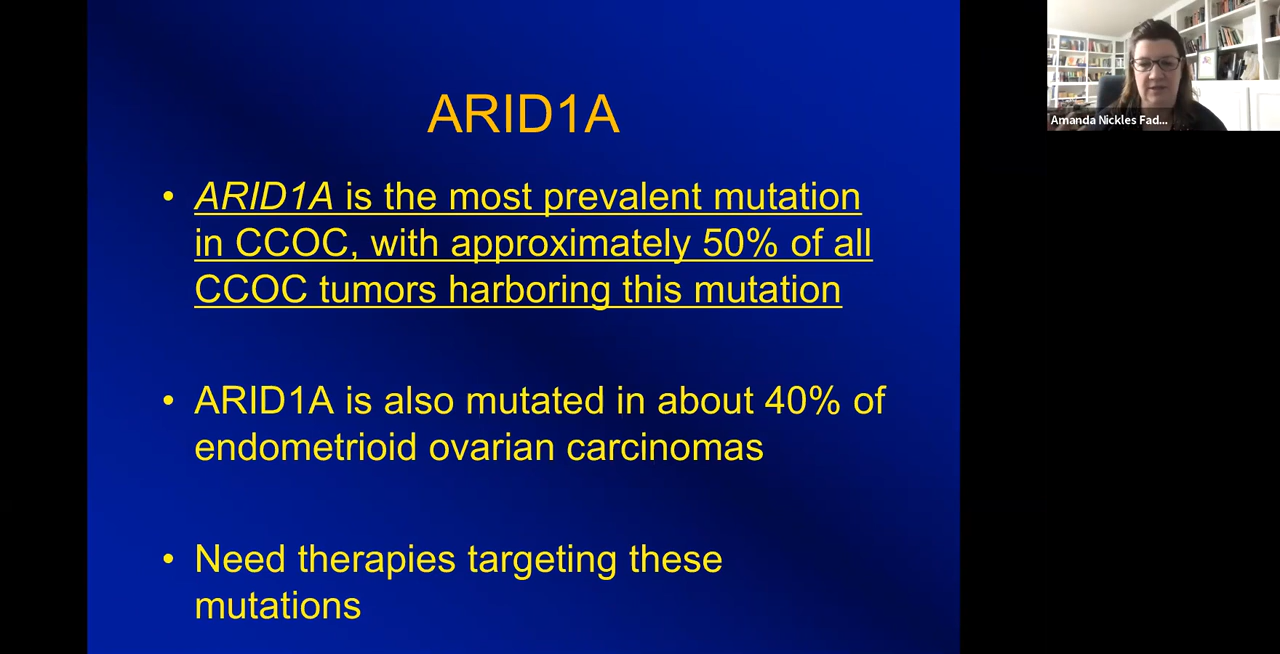 ARID1A
• ARID1A is the most prevalent mutation
in CCOC, with approximately 50% of all
CCOC tumors harboring this mutation
• ARID1A is also mutated in about 40% of
endometrioid ovarian carcinomas
• Need therapies targeting these
mutations
Amanda Nickles Fad...